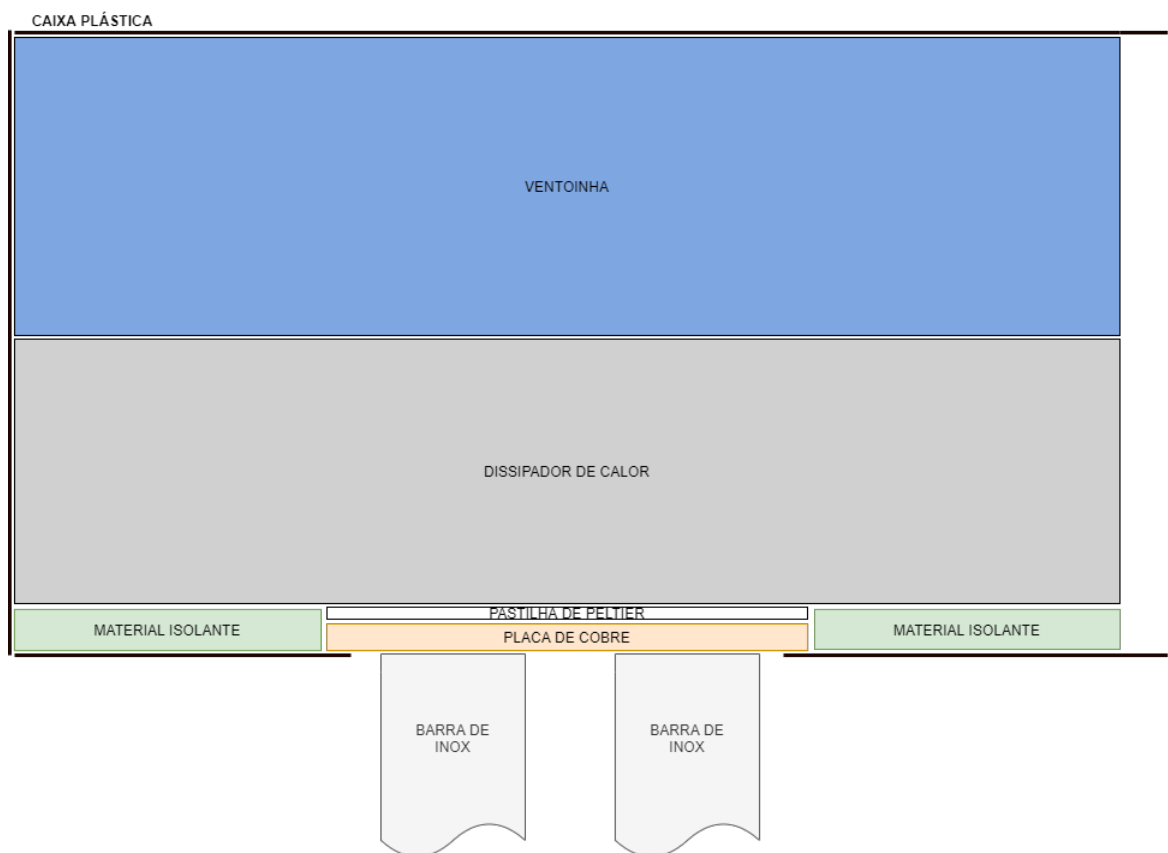 CAIXA PLÁSTICA
VENTOINHA
DISSIPADOR DE CALOR
PASTILHA DE PELTIER
MATERIAL ISOLANTE
PLACA DE COBRE
MATERIAL ISOLANTE
BARRA DE
INOX
BARRA DE
INOX